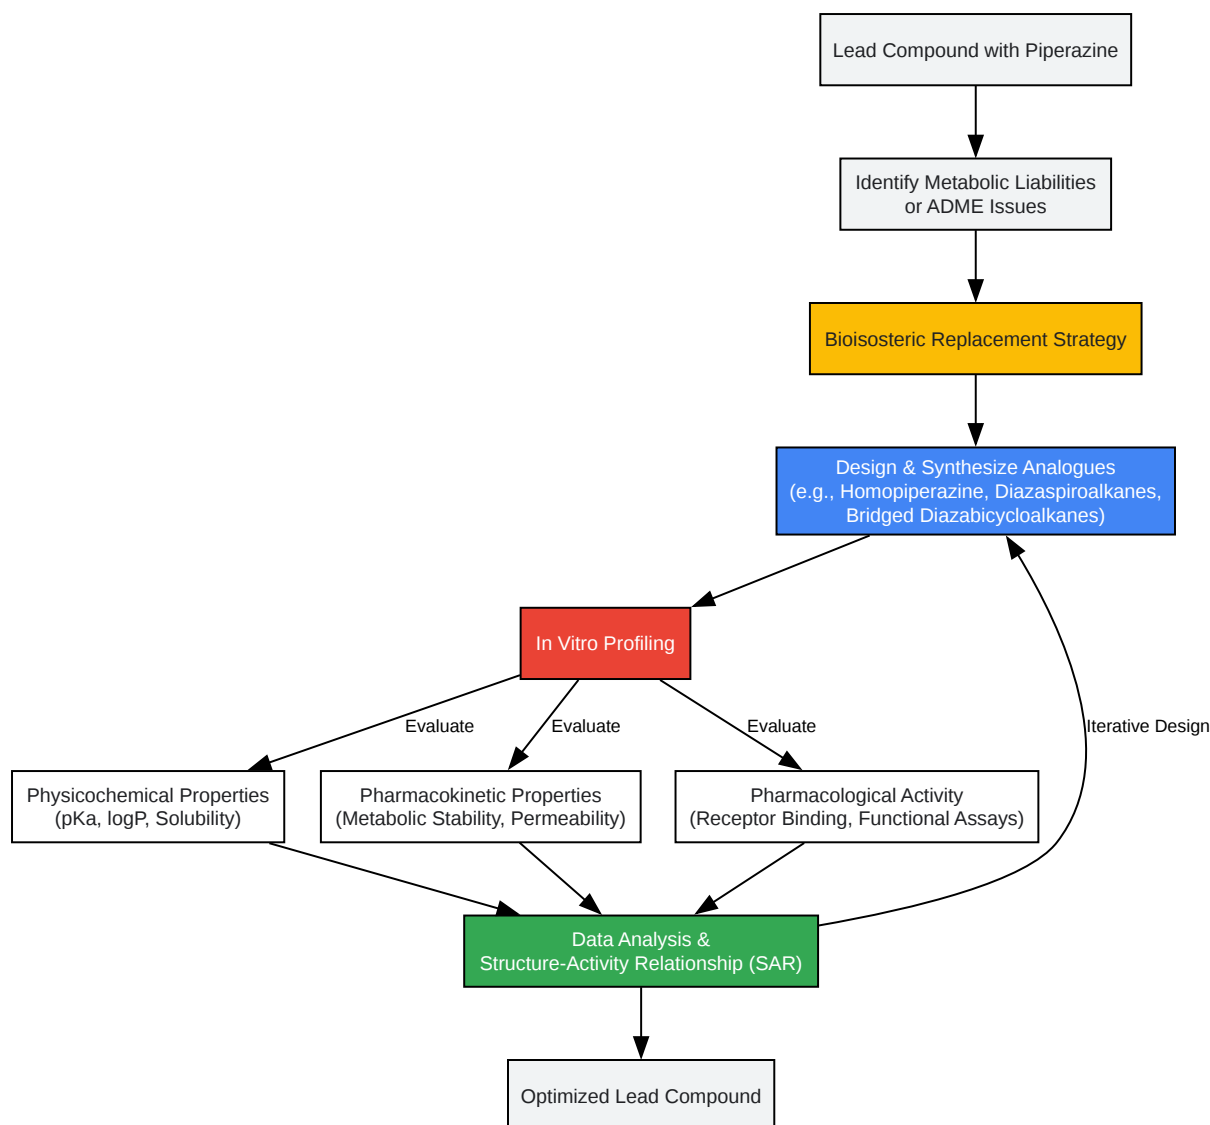 Lead Compound with Piperazine
Identify Metabolic Liabilities
or ADME Issues
Bioisosteric Replacement Strategy
Design & Synthesize Analogues
(e.g., Homopiperazine, Diazaspiroalkanes,
Bridged Diazabicycloalkanes)
In Vitro Profiling
Evaluate
Evaluate
Evaluate
Iterative Design
Physicochemical Properties
(pKa, logP, Solubility)
Pharmacokinetic Properties
(Metabolic Stability, Permeability)
Pharmacological Activity
(Receptor Binding, Functional Assays)
Data Analysis &
Structure-Activity Relationship (SAR)
Optimized Lead Compound